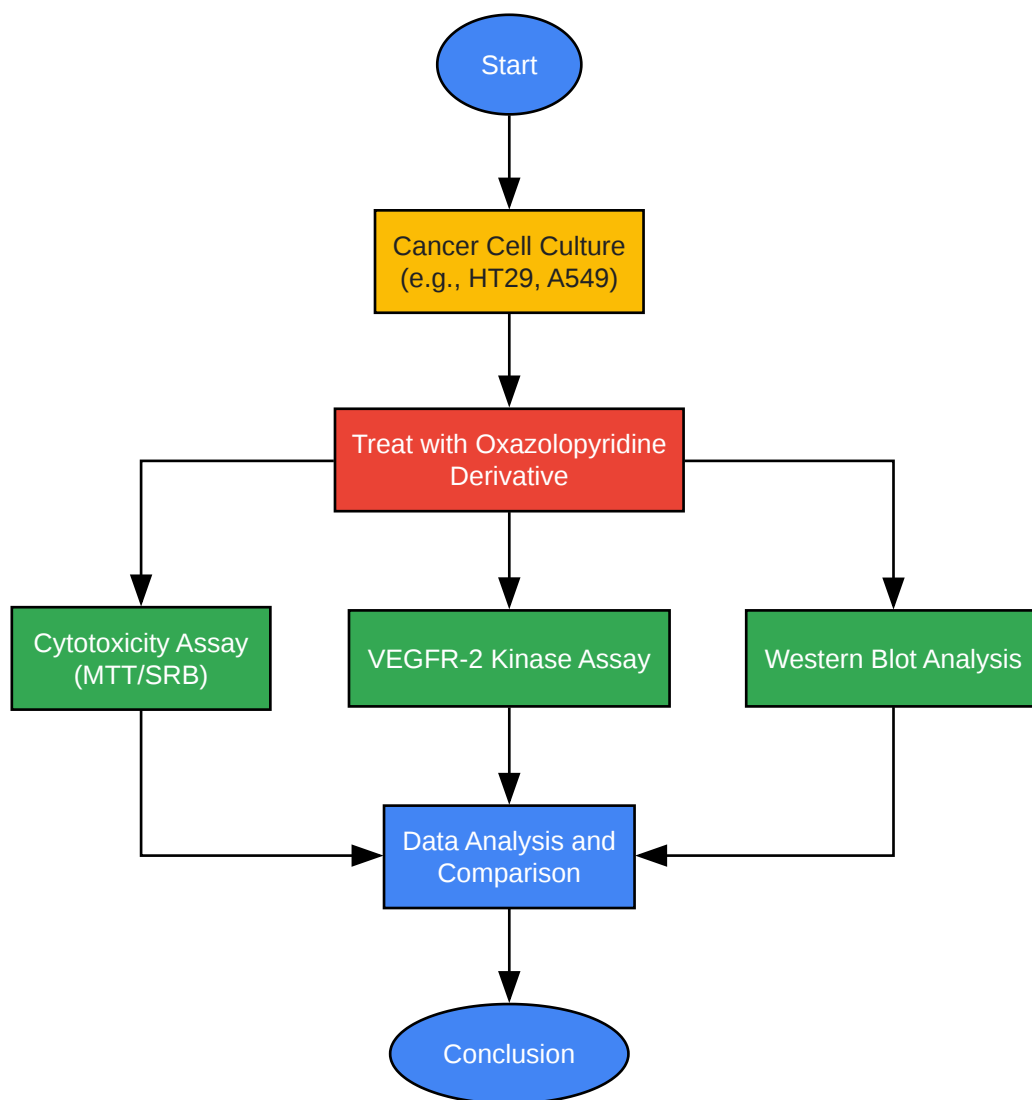 Start
Cancer Cell Culture
(e.g., HT29, A549)
Treat with Oxazolopyridine
Derivative
Cytotoxicity Assay
(MTT/SRB)
VEGFR-2 Kinase Assay
Western Blot Analysis
Data Analysis and
Comparison
Conclusion